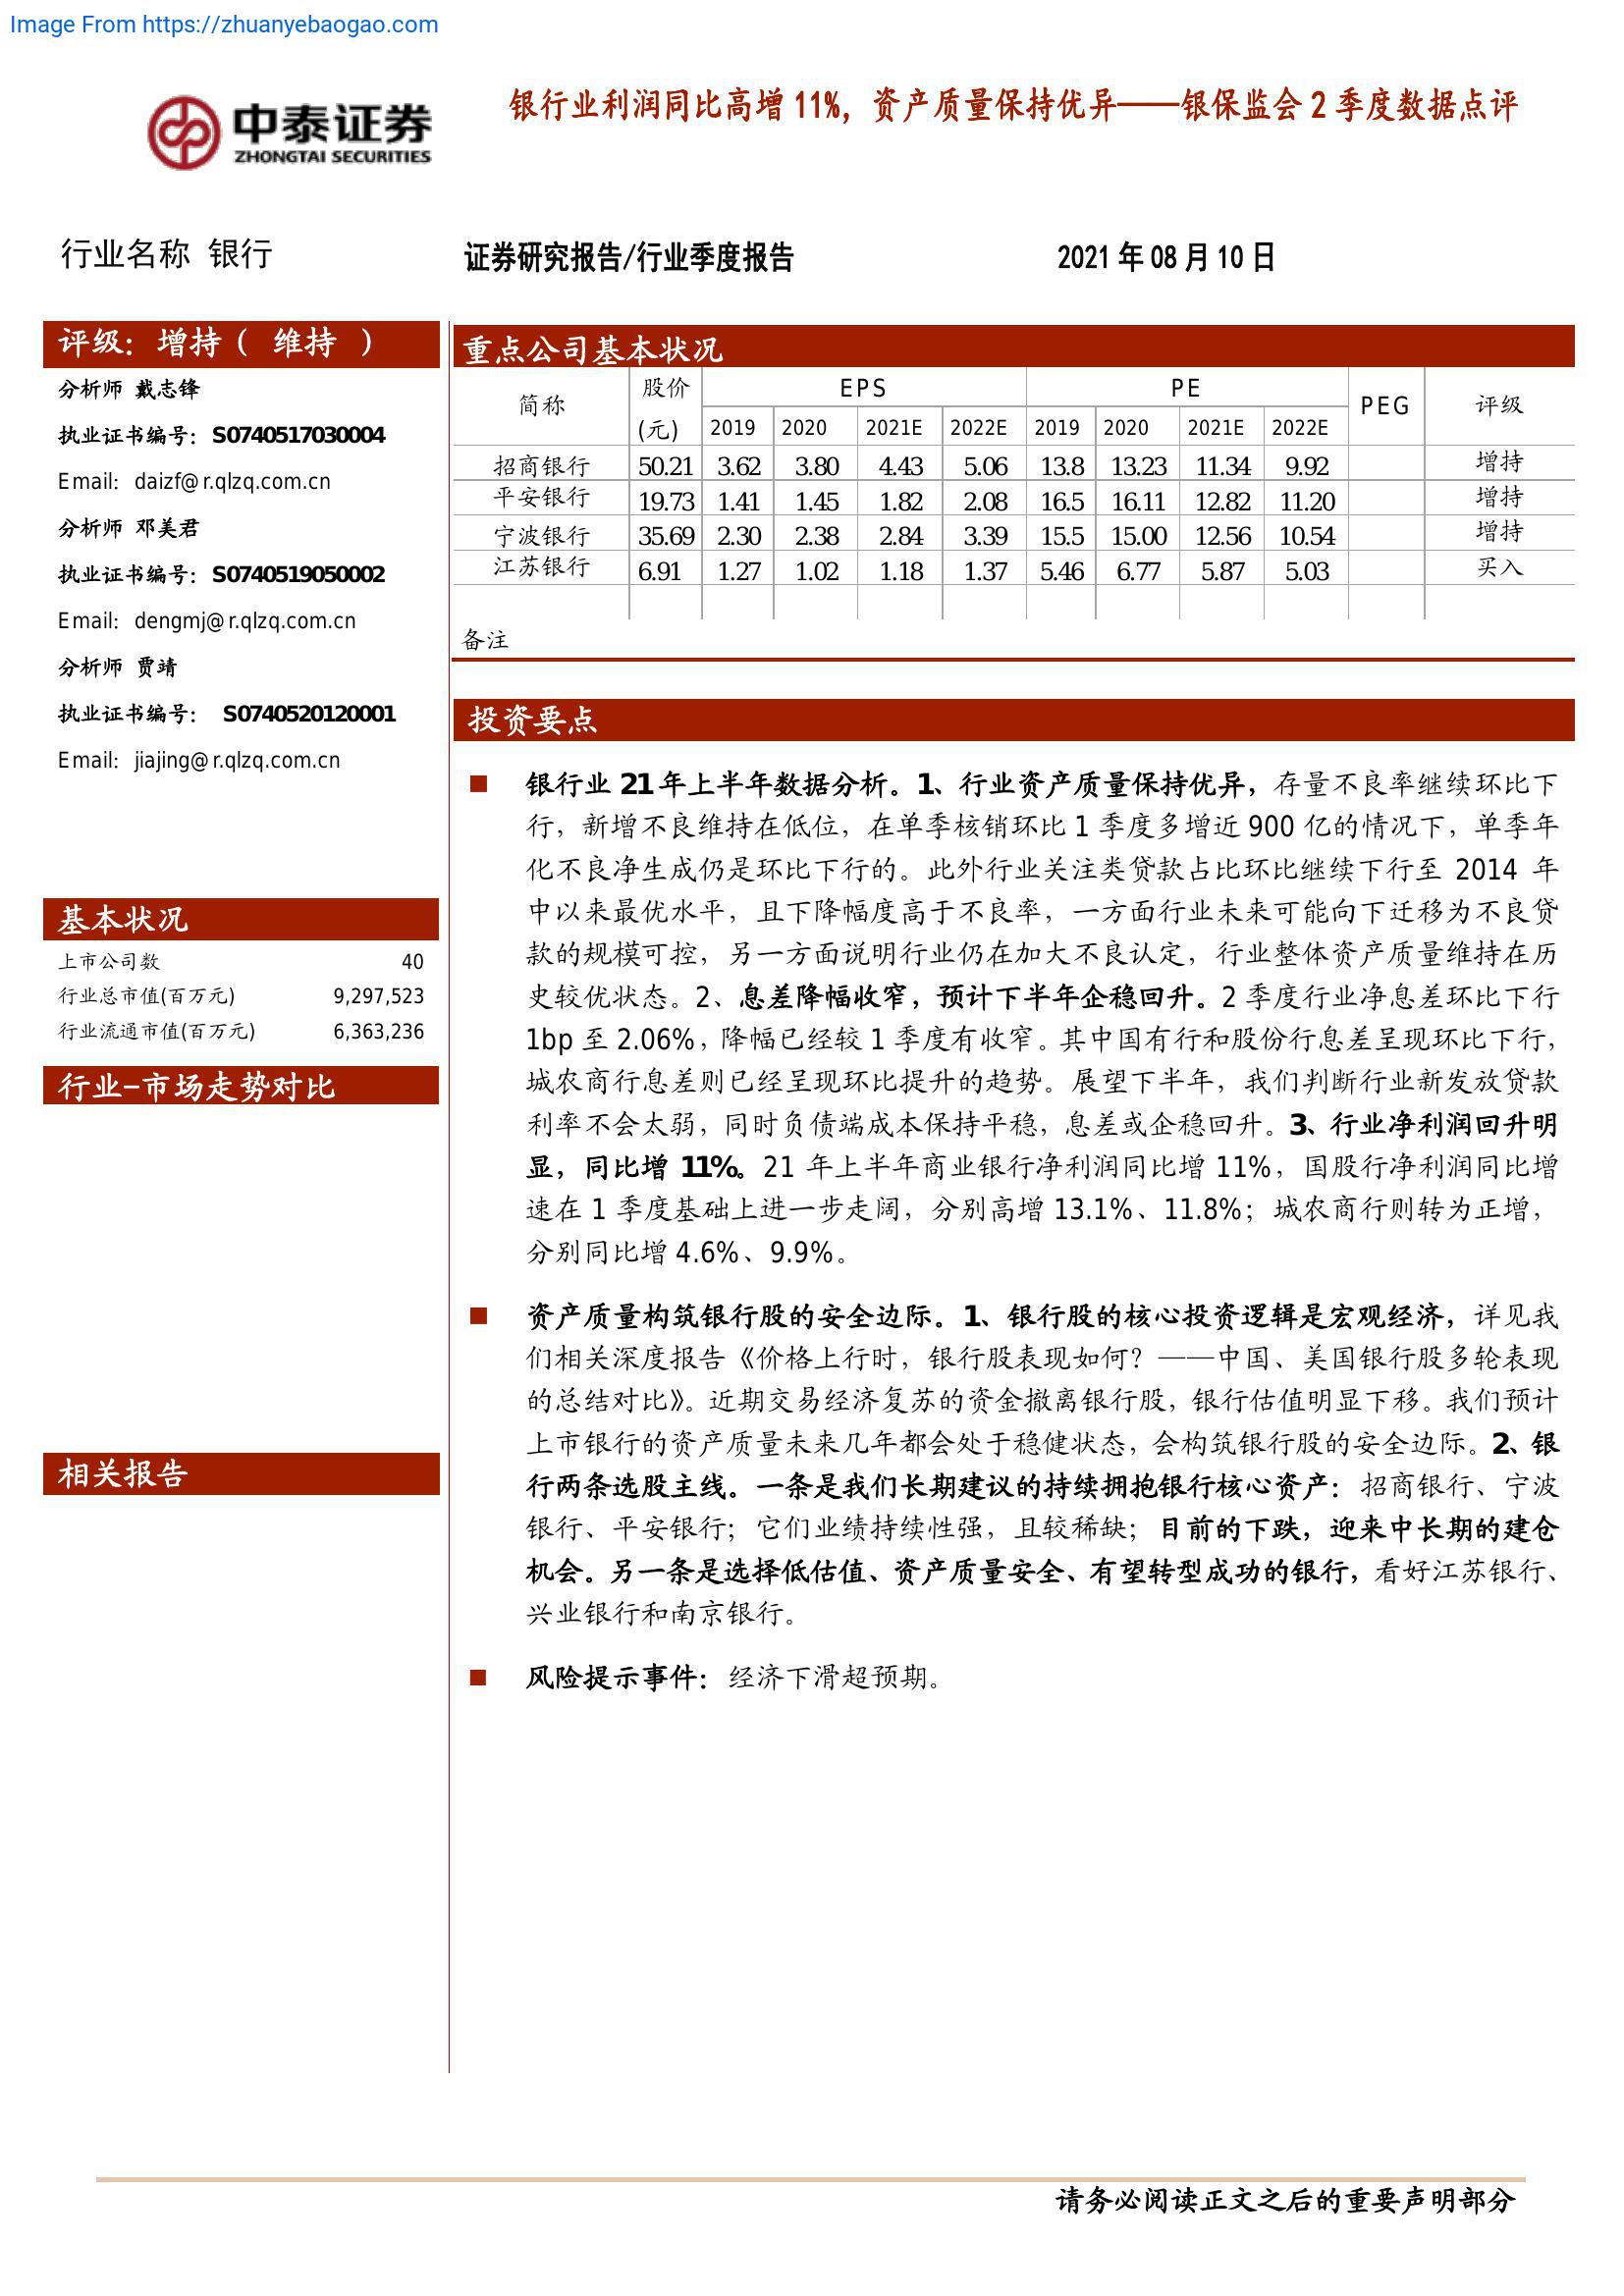 Image From https://zhuanyebaogao.com
中泰证券
ZHONGTAI SECURITIES
银行业利润同比高增 11%，资产质量保持优异——银保监会 2 季度数据点评
行业名称 银行
证券研究报告/行业季度报告
2021 年 08 月 10 日
评级：增持（ 维持 ）
分析师 戴志锋
执业证书编号：S0740517030004
Email：daizf@r.qlzq.com.cn
分析师 邓美君
执业证书编号：S0740519050002
Email：dengmj@r.qlzq.com.cn
分析师 贾靖
执业证书编号： S0740520120001
Email：jiajing@r.qlzq.com.cn
基本状况
上市公司数 40
行业总市值(百万元) 9,297,523
行业流通市值(百万元) 6,363,236
行业-市场走势对比
相关报告
重点公司基本状况
简称 股价(元) EPS PE PEG 评级
2019 2020 2021E 2022E 2019 2020 2021E 2022E
招商银行 50.21 3.62 3.80 4.43 5.06 13.8 13.23 11.34 9.92 增持
平安银行 19.73 1.41 1.45 1.82 2.08 16.5 16.11 12.82 11.20 增持
宁波银行 35.69 2.30 2.38 2.84 3.39 15.5 15.00 12.56 10.54 增持
江苏银行 6.91 1.27 1.02 1.18 1.37 5.46 6.77 5.87 5.03 买入
备注
投资要点
■ 银行业 21 年上半年数据分析。1、行业资产质量保持优异，存量不良率继续环比下
行，新增不良维持在低位，在单季核销环比 1 季度多增近 900 亿的情况下，单季年
化不良净生成仍是环比下行的。此外行业关注类贷款占比环比继续下行至 2014 年
中以来最优水平，且下降幅度高于不良率，一方面行业未来可能向下迁移为不良贷
款的规模可控，另一方面说明行业仍在加大不良认定，行业整体资产质量维持在历
史较优状态。2、息差降幅收窄，预计下半年企稳回升。2 季度行业净息差环比下行
1bp 至 2.06%，降幅已经较 1 季度有收窄。其中国有行和股份行息差呈现环比下行，
城农商行息差则已经呈现环比提升的趋势。展望下半年，我们判断行业新发放贷款
利率不会太弱，同时负债端成本保持平稳，息差或企稳回升。3、行业净利润回升明
显，同比增 11%。21 年上半年商业银行净利润同比增 11%，国股行净利润同比增
速在 1 季度基础上进一步走阔，分别高增 13.1%、11.8%；城农商行则转为正增，
分别同比增 4.6%、9.9%。
■ 资产质量构筑银行股的安全边际。1、银行股的核心投资逻辑是宏观经济，详见我
们相关深度报告《价格上行时，银行股表现如何？——中国、美国银行股多轮表现
的总结对比》。近期交易经济复苏的资金撤离银行股，银行估值明显下移。我们预计
上市银行的资产质量未来几年都会处于稳健状态，会构筑银行股的安全边际。2、银
行两条选股主线。一条是我们长期建议的持续拥抱银行核心资产：招商银行、宁波
银行、平安银行；它们业绩持续性强，且较稀缺；目前的下跌，迎来中长期的建仓
机会。另一条是选择低估值、资产质量安全、有望转型成功的银行，看好江苏银行、
兴业银行和南京银行。
■ 风险提示事件：经济下滑超预期。
请务必阅读正文之后的重要声明部分